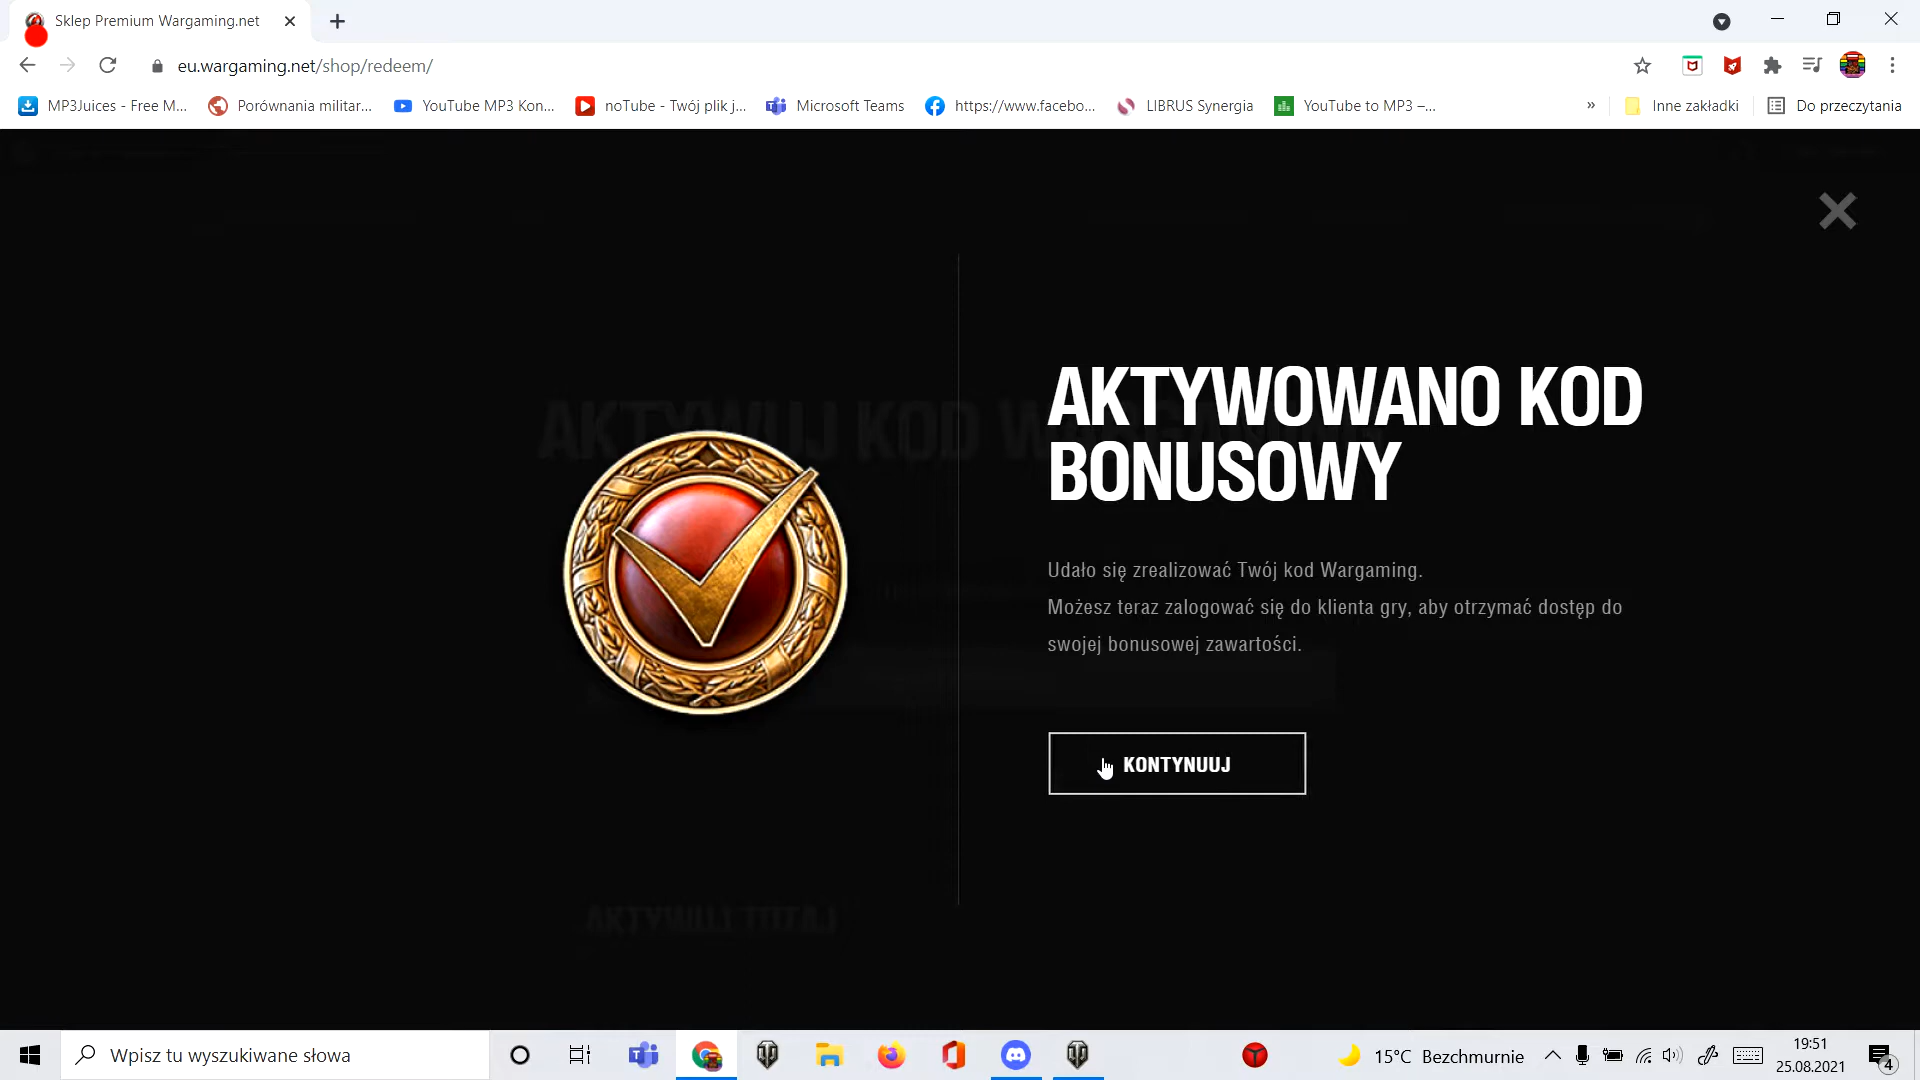 Sklep Premium Wargaming.net
eu.wargaming.net/shop/redeem/
MP3Juices - Free M...
Porównania militar...
YouTube MP3 Kon...
noTube - Twój plik j...
Microsoft Teams
https://www.facebo...
LIBRUS Synergia
YouTube to MP3 –...
»
Inne zakładki
Do przeczytania
AKTYWUJ KOD
AKTYWOWANO KOD
BONUSOWY
Udało się zrealizować Twój kod Wargaming.
Możesz teraz zalogować się do klienta gry, aby otrzymać dostęp do
swojej bonusowej zawartości.
KONTYNUUJ
Wpisz tu wyszukiwane słowa
15°C Bezchmurnie
19:51
25.08.2021
4